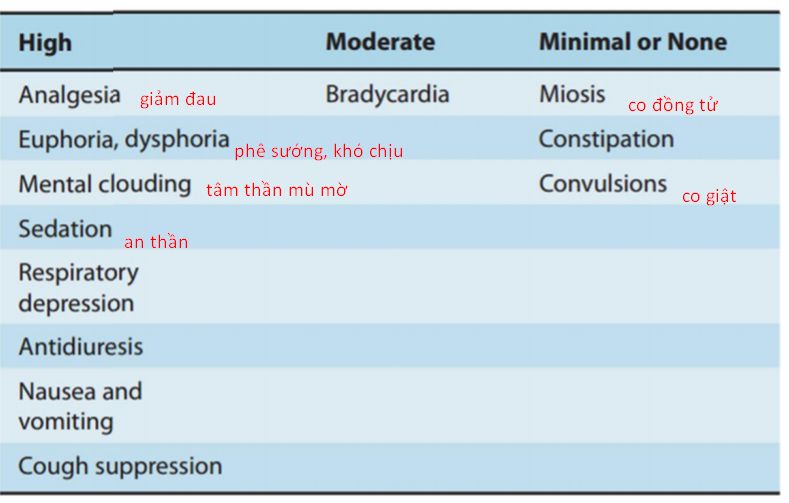 High Moderate Minimal or None
Analgesia giảm đau Bradycardia Miosis co đồng tử
Euphoria, dysphoria phê sướng, khó chịu Constipation
Mental clouding tâm thần mù mờ Convulsions co giật
Sedation an thần
Respiratory
depression
Antidiuresis
Nausea and
vomiting
Cough suppression